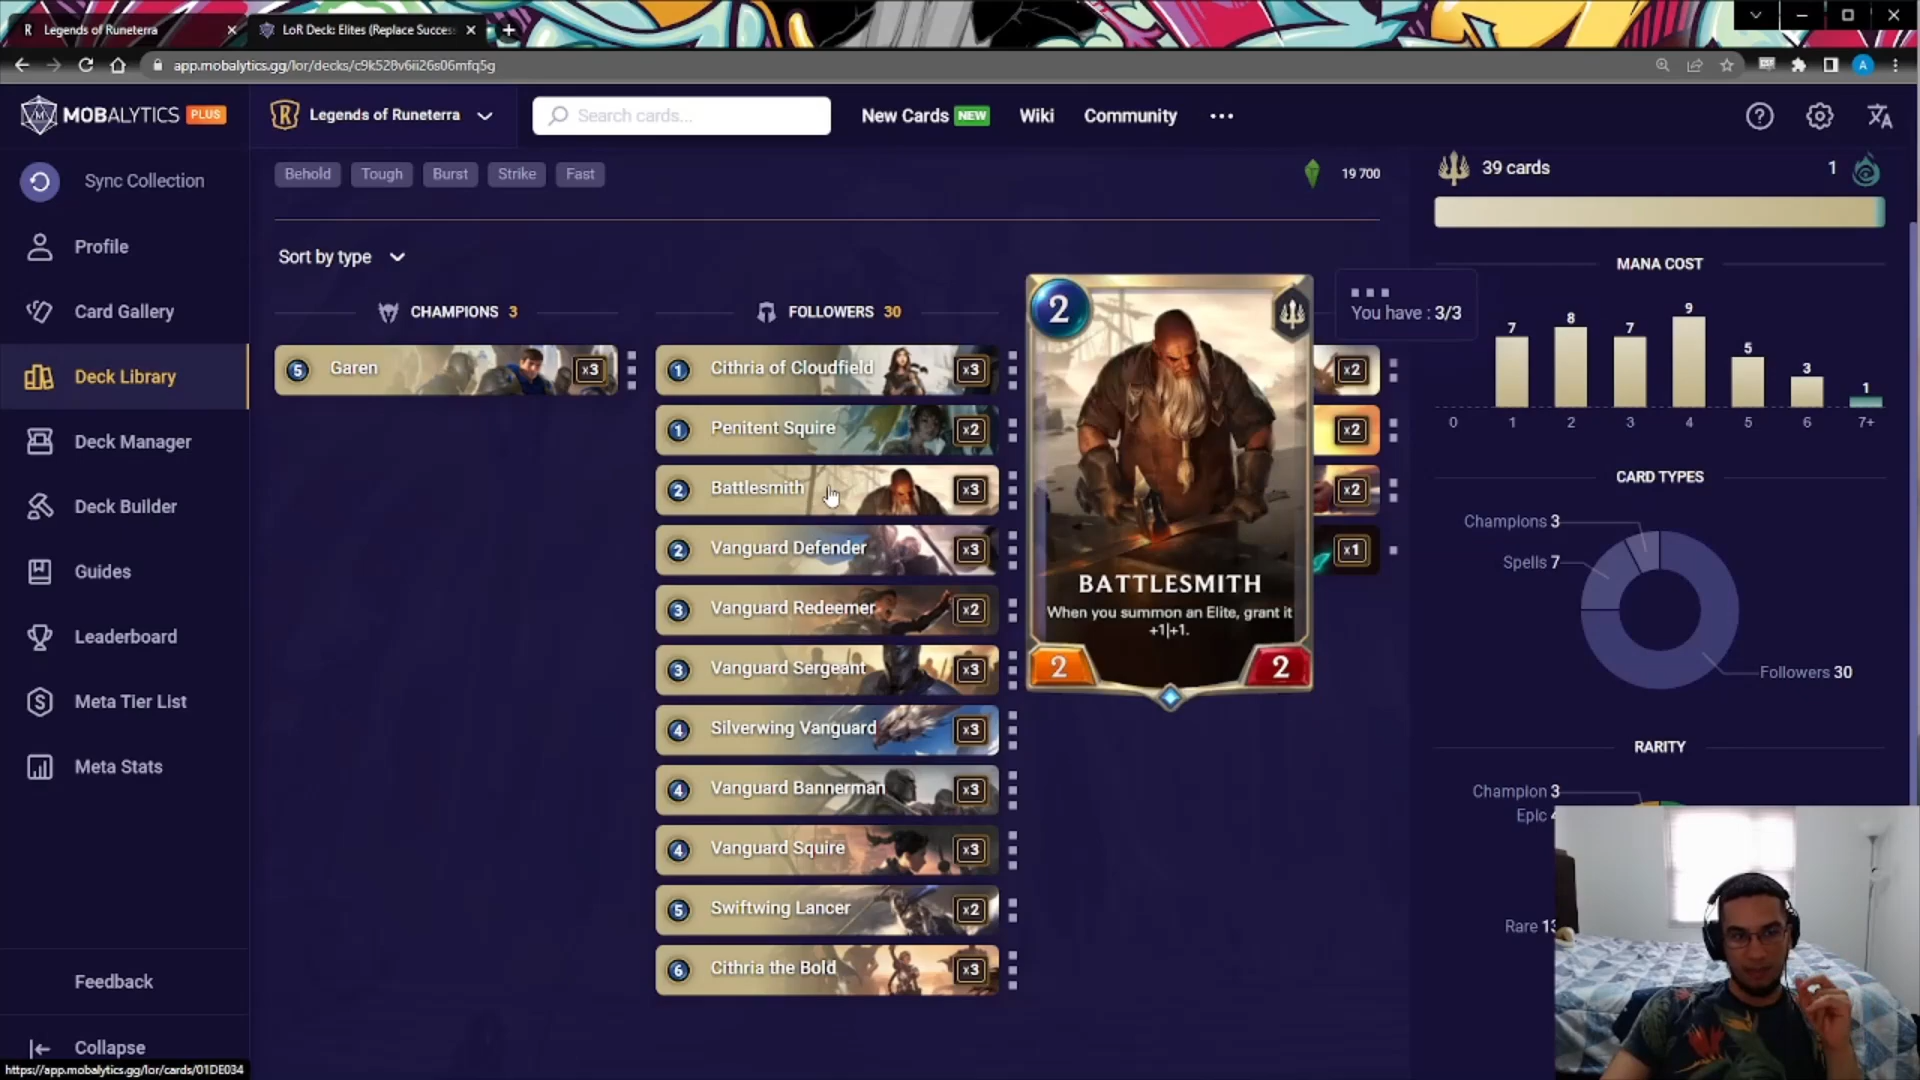 Legends of Runeterra
LoR Deck: Elites (Replace Succes
app.mobalytics.gg/lor/decks/c9k528v6ii26s06mfq5g
A
MOBALYTICS PLUS
Legends of Runeterra
Search cards...
New Cards NEW
Wiki
Community
Sync Collection
Profile
Card Gallery
Deck Library
Deck Manager
Deck Builder
Guides
Leaderboard
Meta Tier List
Meta Stats
Feedback
Collapse
https://app.mobalytics.gg/lor/cards/01DE034
Behold
Tough
Burst
Strike
Fast
19 700
Sort by type
CHAMPIONS 3
5 Garen x3
FOLLOWERS 30
1 Cithria of Cloudfield x3
1 Penitent Squire x2
2 Battlesmith x3
2 Vanguard Defender x3
3 Vanguard Redeemer x2
3 Vanguard Sergeant x3
4 Silverwing Vanguard x3
4 Vanguard Bannerman x3
4 Vanguard Squire x3
5 Swiftwing Lancer x2
6 Cithria the Bold x3
2
BATTLESMITH
When you summon an Elite, grant it
+1|+1.
2
2
You have : 3/3
x2
x2
x2
x1
39 cards
1
MANA COST
7 8 7 9 5 3 1
0 1 2 3 4 5 6 7+
CARD TYPES
Champions 3
Spells 7
Followers 30
RARITY
Champion 3
Epic
Rare